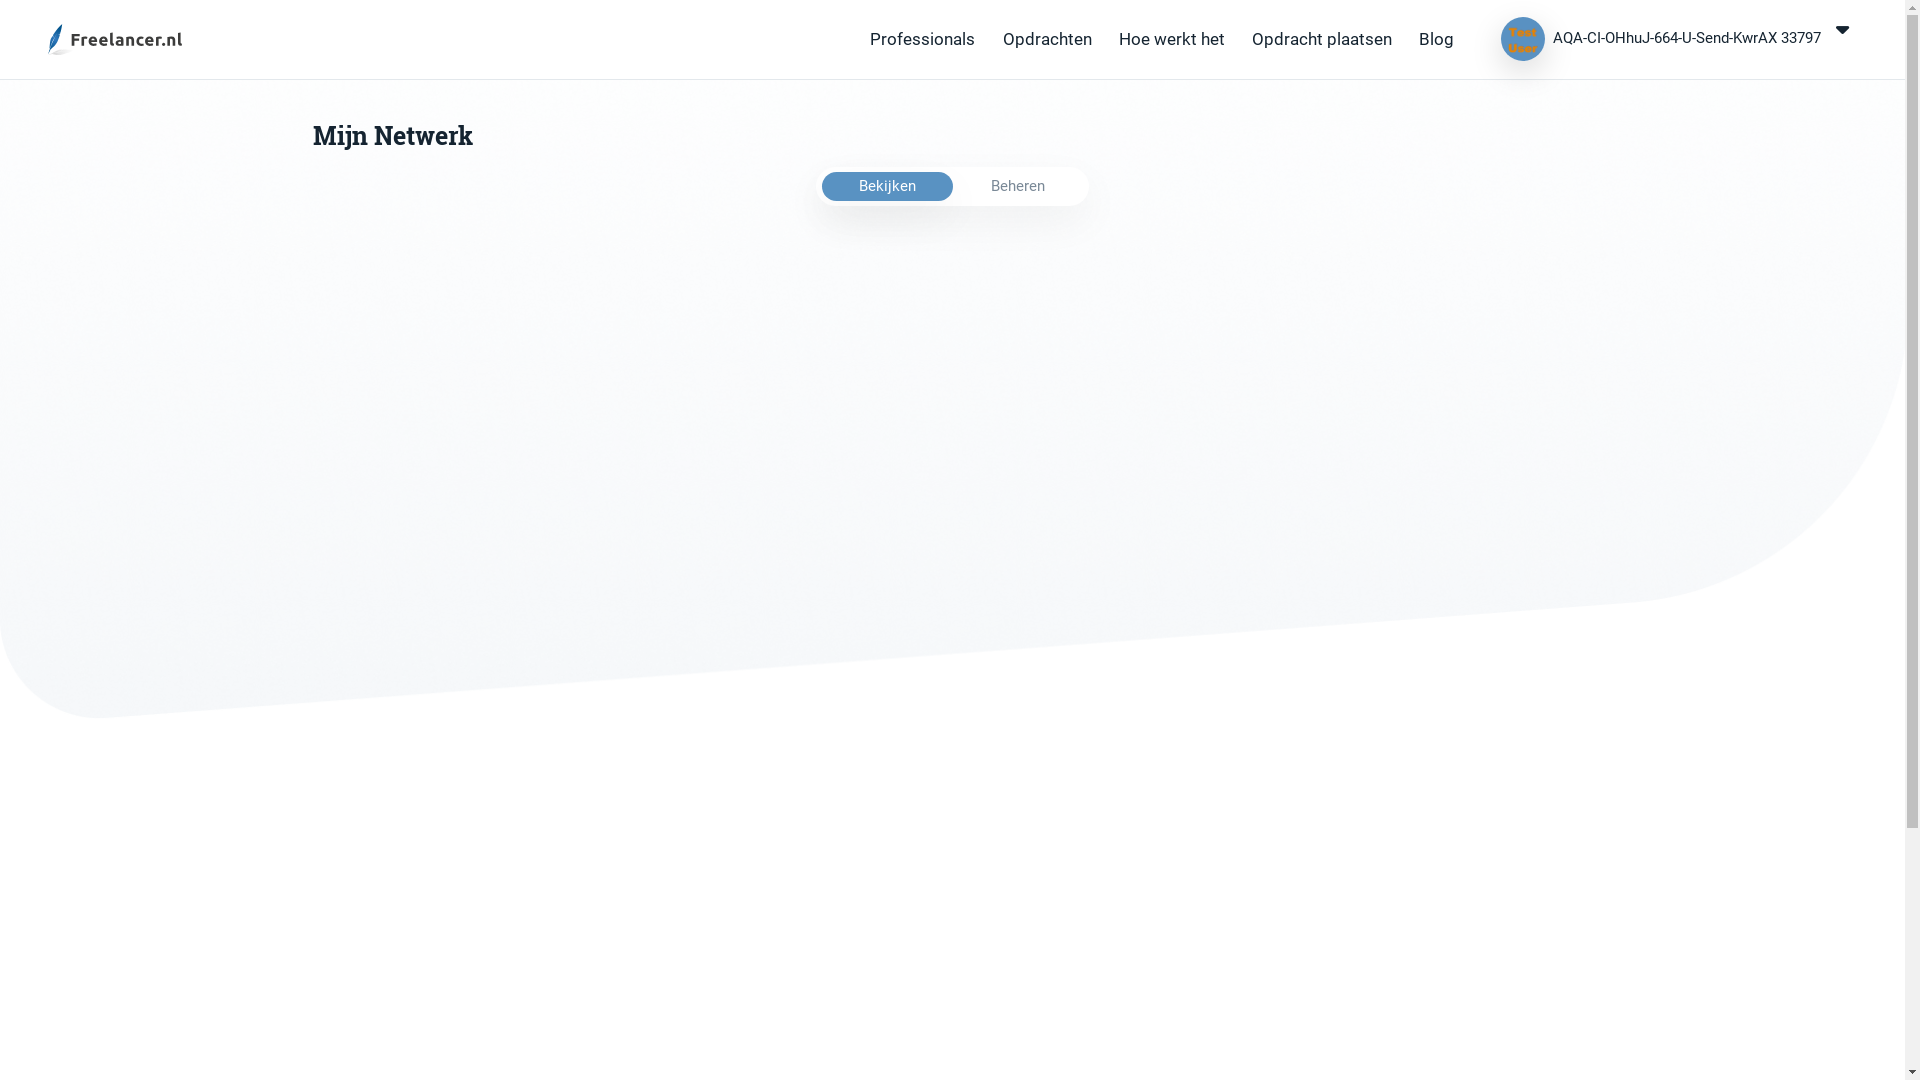 Freelancer.nl
Professionals
Opdrachten
Hoe werkt het
Opdracht plaatsen
Blog
Test
User
AQA-CI-OHhuJ-664-U-Send-KwrAX 33797
Mijn Netwerk
Bekijken
Beheren